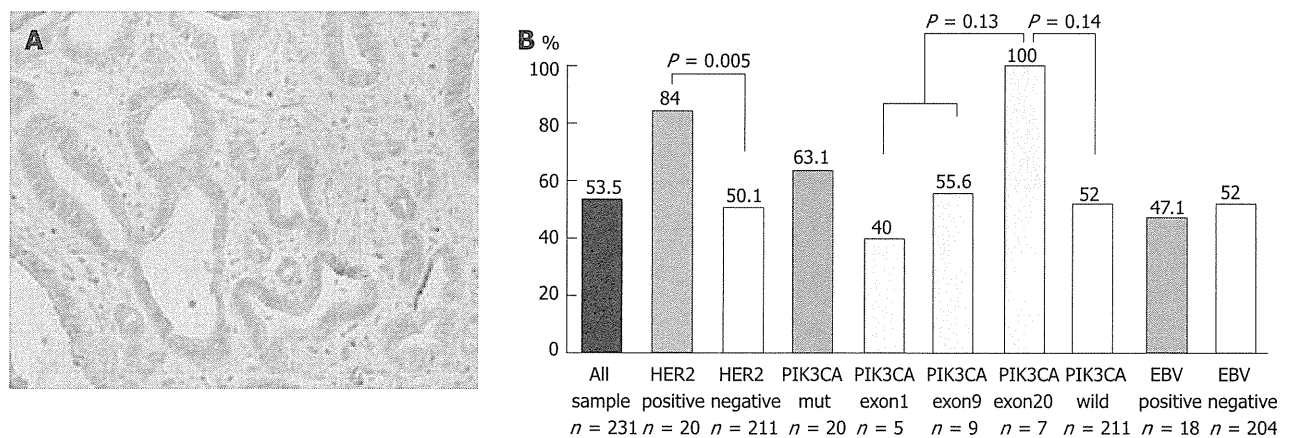 A
B %
P = 0.13
P = 0.14
P = 0.005
100
80
60
40
20
0
53.5
84
50.1
63.1
40
55.6
100
52
47.1
52
All HER2 HER2 PIK3CA PIK3CA PIK3CA PIK3CA PIK3CA EBV EBV
sample positive negative mut exon1 exon9 exon20 wild positive negative
n = 231 n = 20 n = 211 n = 20 n = 5 n = 9 n = 7 n = 211 n = 18 n = 204